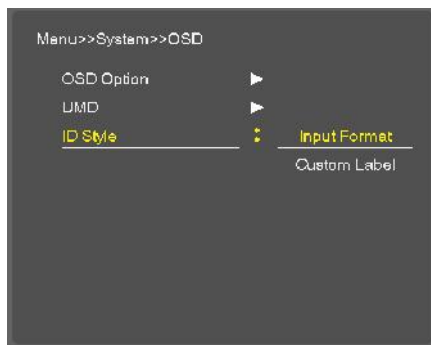 Menu>>System>>OSD
OSD Option ►
UMD ►
ID Style : Input Format
Custom Label